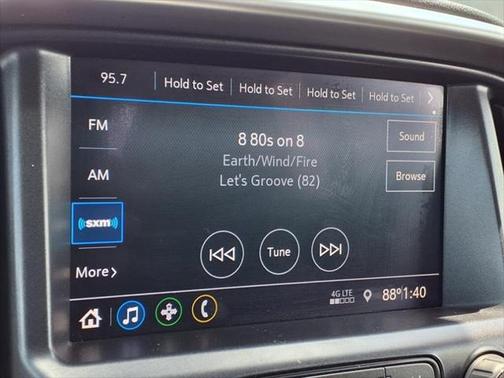 95.7 Hold to Set Hold to Set Hold to Set Hold to Set >
FM
8 80s on 8
Sound
Earth/Wind/Fire
AM
Let's Groove (82)
Browse
((sxm))
Tune
More >
4G LTE
88° 1:40